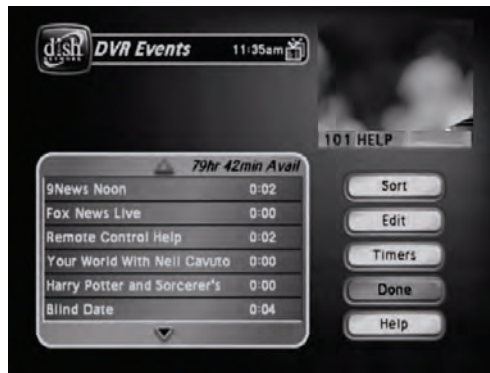 dish
NETWORK
DVR Events
11:35am
101 HELP
79hr 42min Avail
9News Noon 0:02
Fox News Live 0:00
Remote Control Help 0:02
Your World With Neil Cavuto 0:00
Harry Potter and Sorcerer's 0:00
Blind Date 0:04
Sort
Edit
Timers
Done
Help